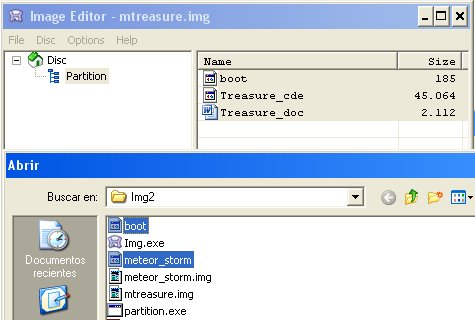 Image Editor - mtreasure.img
File Disc Options Help
Disc
Partition
Name Size
boot 185
Treasure_cde 45.064
Treasure_doc 2.112
Abrir
Buscar en: Img2
boot
Img.exe
meteor_storm
meteor_storm.img
mtreasure.img
partition.exe
Documentos
recientes